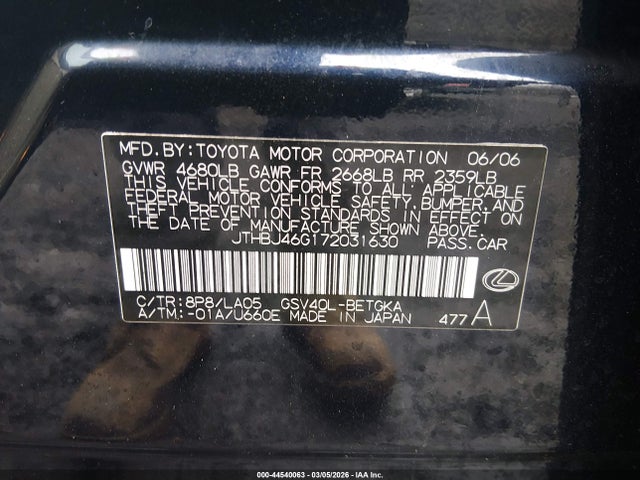 MFD. BY: TOYOTA MOTOR CORPORATION 06/06
GVWR 4680LB GAWR FR 2668LB RR 2359LB
THIS VEHICLE CONFORMS TO ALL APPLICABLE
FEDERAL MOTOR VEHICLE SAFETY, BUMPER, AND
THEFT PREVENTION STANDARDS IN EFFECT ON
THE DATE OF MANUFACTURE SHOWN ABOVE.
JTHBJ46G172031630 PASS. CAR
C/TR: 8P8/LA05 GSV40L-BETGKA
A/TM: -01A/U660E MADE IN JAPAN 477 A
000-44540063 - 03/05/2026 - IAA Inc.